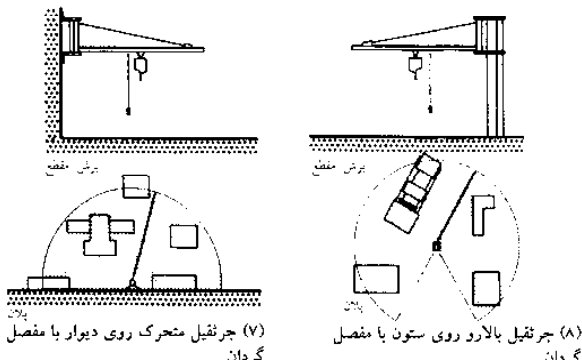 برش مقطع
برش مقطع
پلان
پلان
(۷) جرثقیل متحرک روی دیوار با مفصل
گردان
(۸) جرثقیل بالارو روی ستون با مفصل
گردان